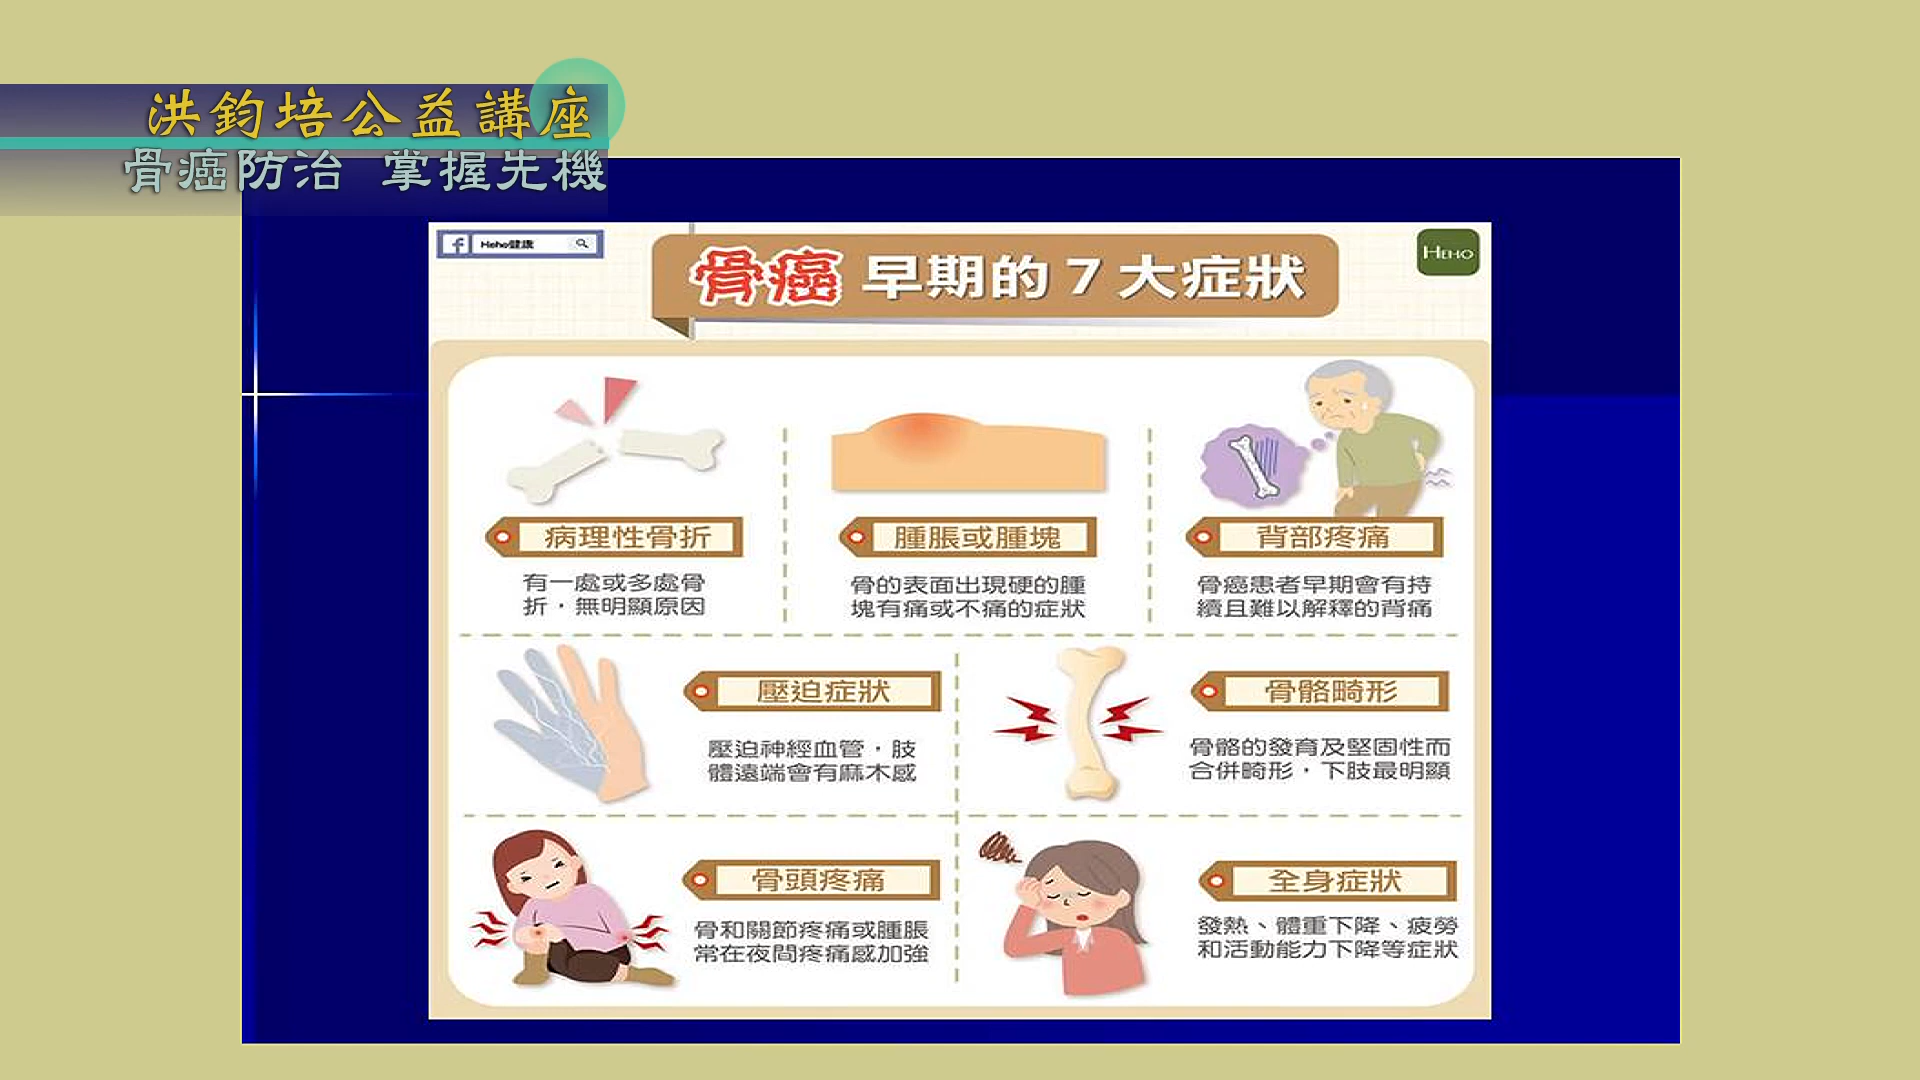 洪鈞培公益講座
骨癌防治 掌握先機
Heho健康
HEHO
骨癌 早期的7大症狀
病理性骨折
有一處或多處骨
折，無明顯原因
腫脹或腫塊
骨的表面出現硬的腫
塊有痛或不痛的症狀
背部疼痛
骨癌患者早期會有持
續且難以解釋的背痛
壓迫症狀
壓迫神經血管，肢
體遠端會有麻木感
骨骼畸形
骨骼的發育及堅固性而
合併畸形，下肢最明顯
骨頭疼痛
骨和關節疼痛或腫脹
常在夜間疼痛感加強
全身症狀
發熱、體重下降、疲勞
和活動能力下降等症狀